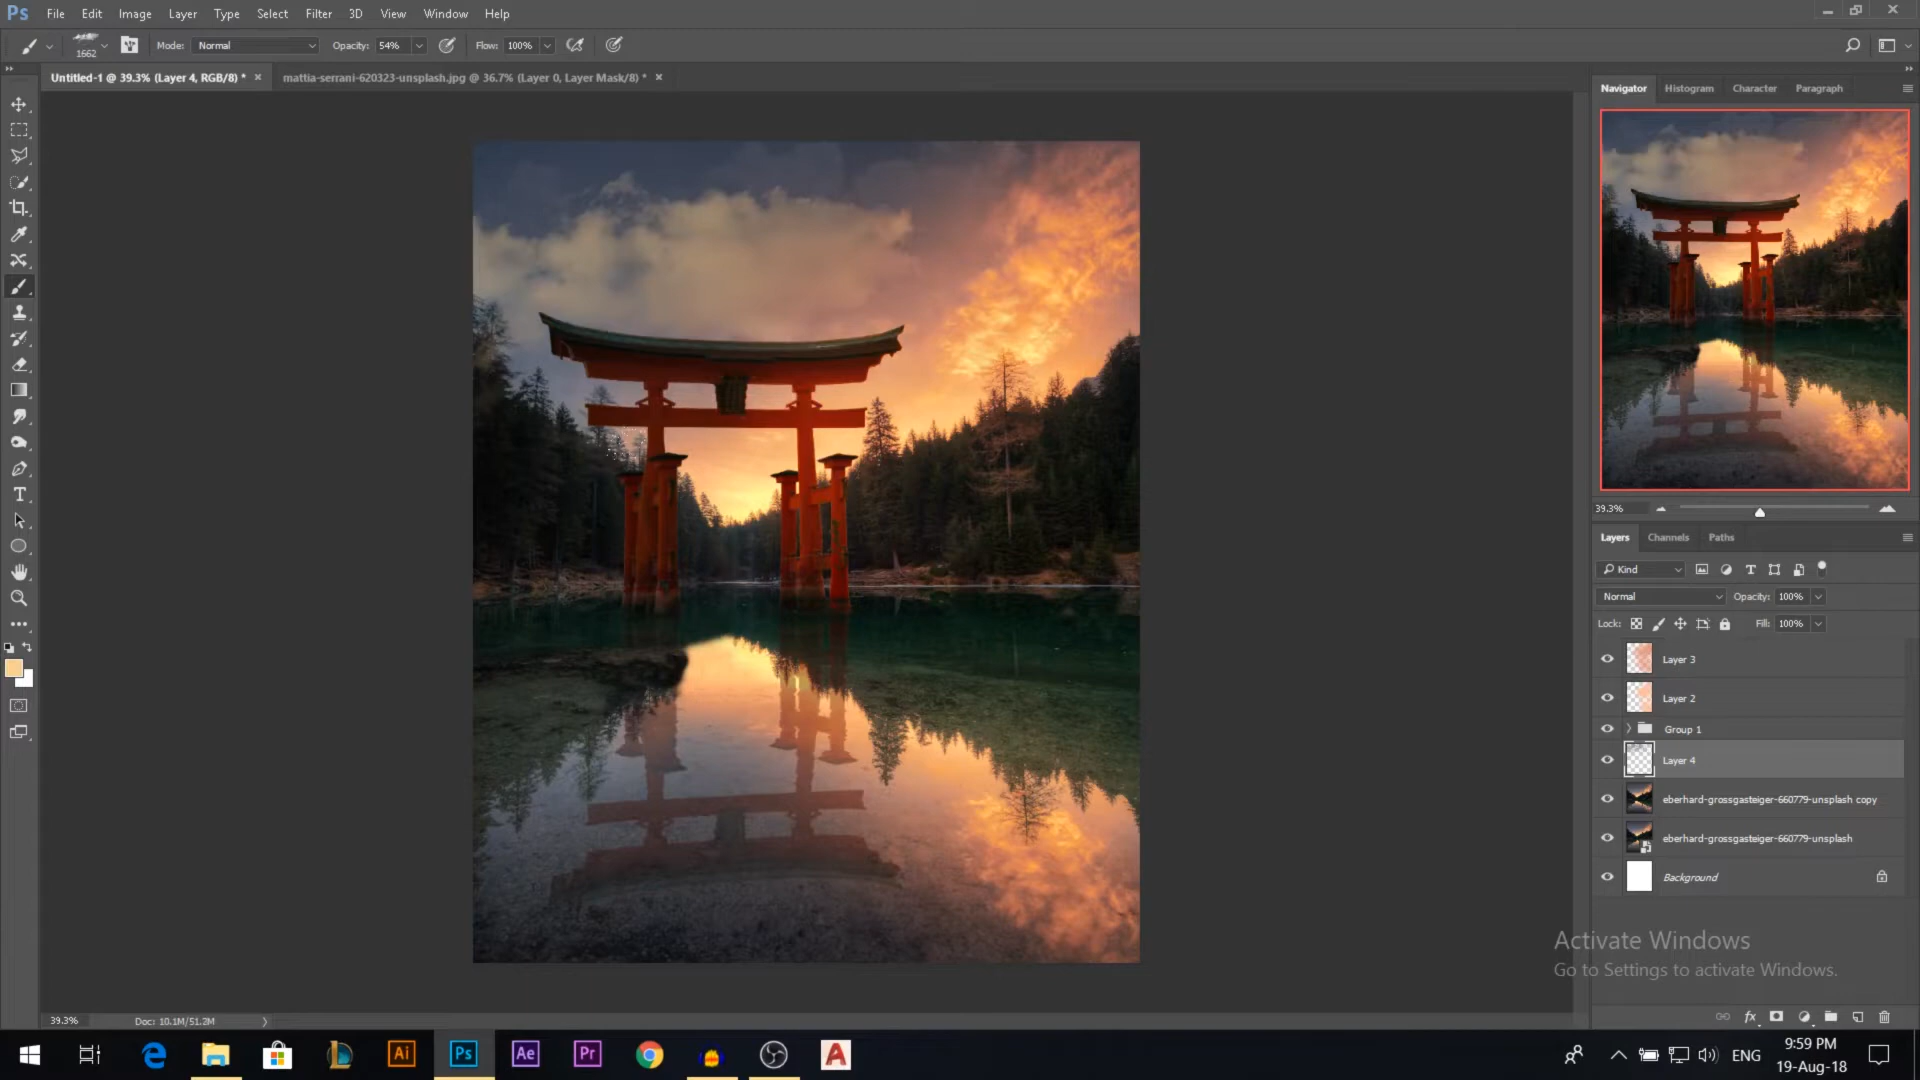 Ps File Edit Image Layer Type Select Filter 3D View Window Help
1662 Mode: Normal Opacity: 54% Flow: 100%
Untitled-1 @ 39.3% (Layer 4, RGB/8) * × mattia-serrani-620323-unsplash.jpg @ 36.7% (Layer 0, Layer Mask/8) * ×
Navigator Histogram Character Paragraph
39.3%
Layers Channels Paths
Kind
Normal Opacity: 100%
Lock: Fill: 100%
Layer 3
Layer 2
Group 1
Layer 4
eberhard-grossgasteiger-660779-unsplash copy
eberhard-grossgasteiger-660779-unsplash
Background
Activate Windows
Go to Settings to activate Windows.
39.3% Doc: 10.1M/51.2M
Ai Ps Ae Pr
ENG
9:59 PM
19-Aug-18